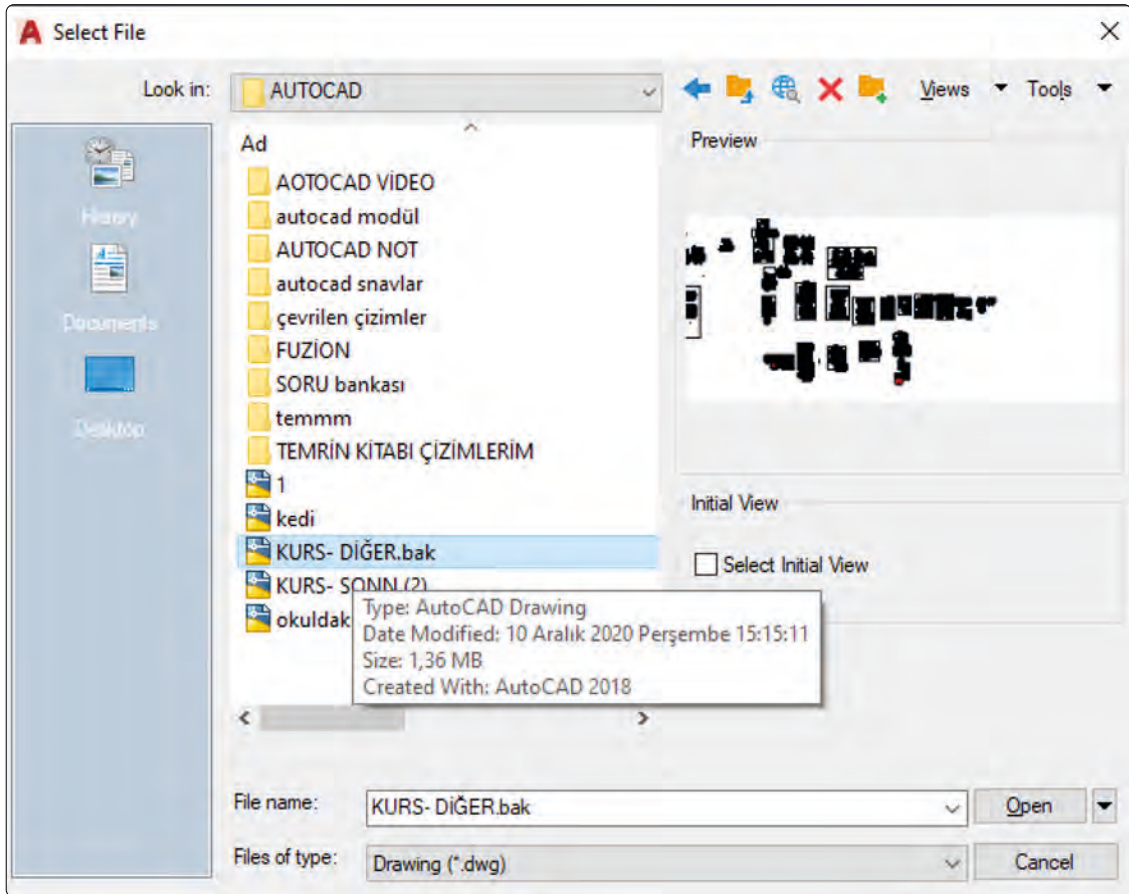 Select File
Look in:
AUTOCAD
Views
Tools
History
Documents
Desktop
Ad
AOTOCAD VİDEO
autocad modül
AUTOCAD NOT
autocad snavlar
çevrilen çizimler
FUZİON
SORU bankası
temmm
TEMRİN KİTABI ÇİZİMLERİM
1
kedi
KURS- DİĞER.bak
KURS- SONN (2)
okuldak
Type: AutoCAD Drawing
Date Modified: 10 Aralık 2020 Perşembe 15:15:11
Size: 1,36 MB
Created With: AutoCAD 2018
Preview
Initial View
Select Initial View
File name:
KURS- DİĞER.bak
Open
Files of type:
Drawing (*.dwg)
Cancel